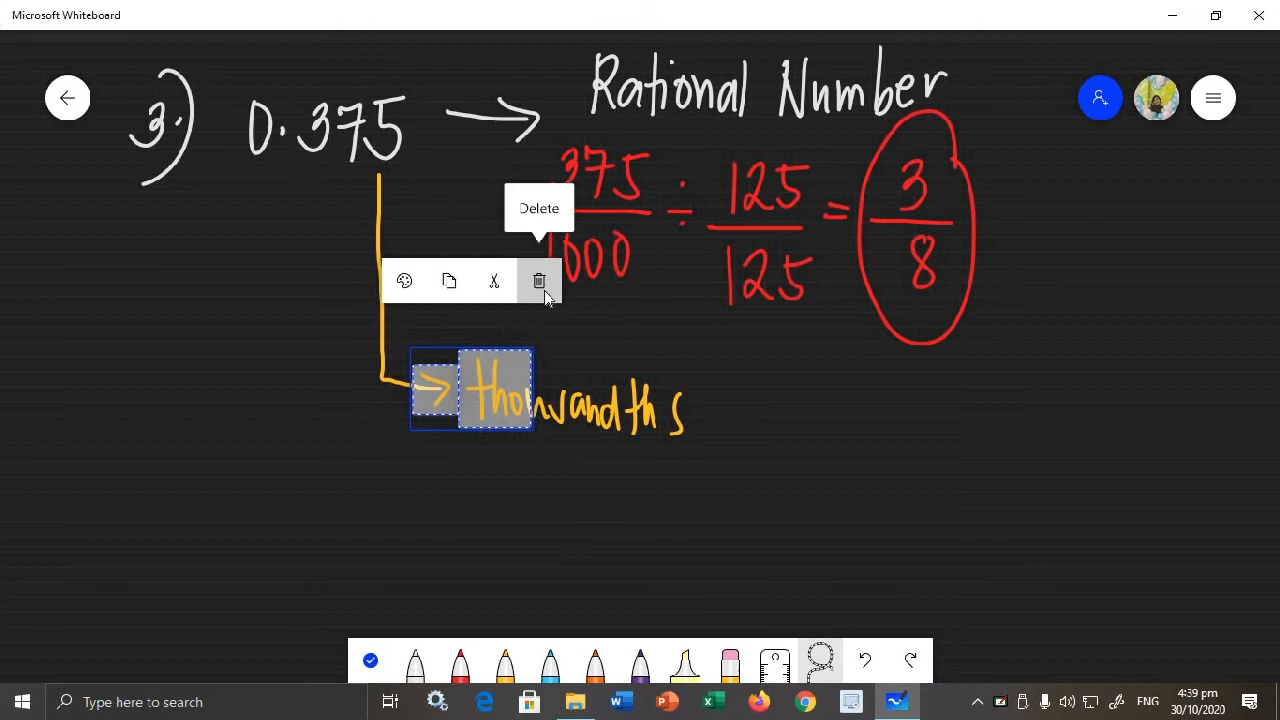 Microsoft Whiteboard
3.) 0.375 → Rational Number
375/1000 ÷ 125/125 = 3/8
Delete
→ thousandths
Type here to search
ENG
4:39 pm
30/10/2020